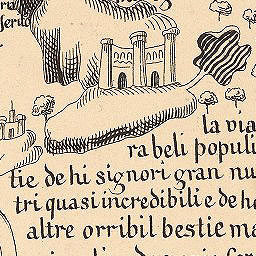 la via
ra beli populi
tie de hi signori gran nu
tri quasi incredibili e de he
altre orribil bestie ma